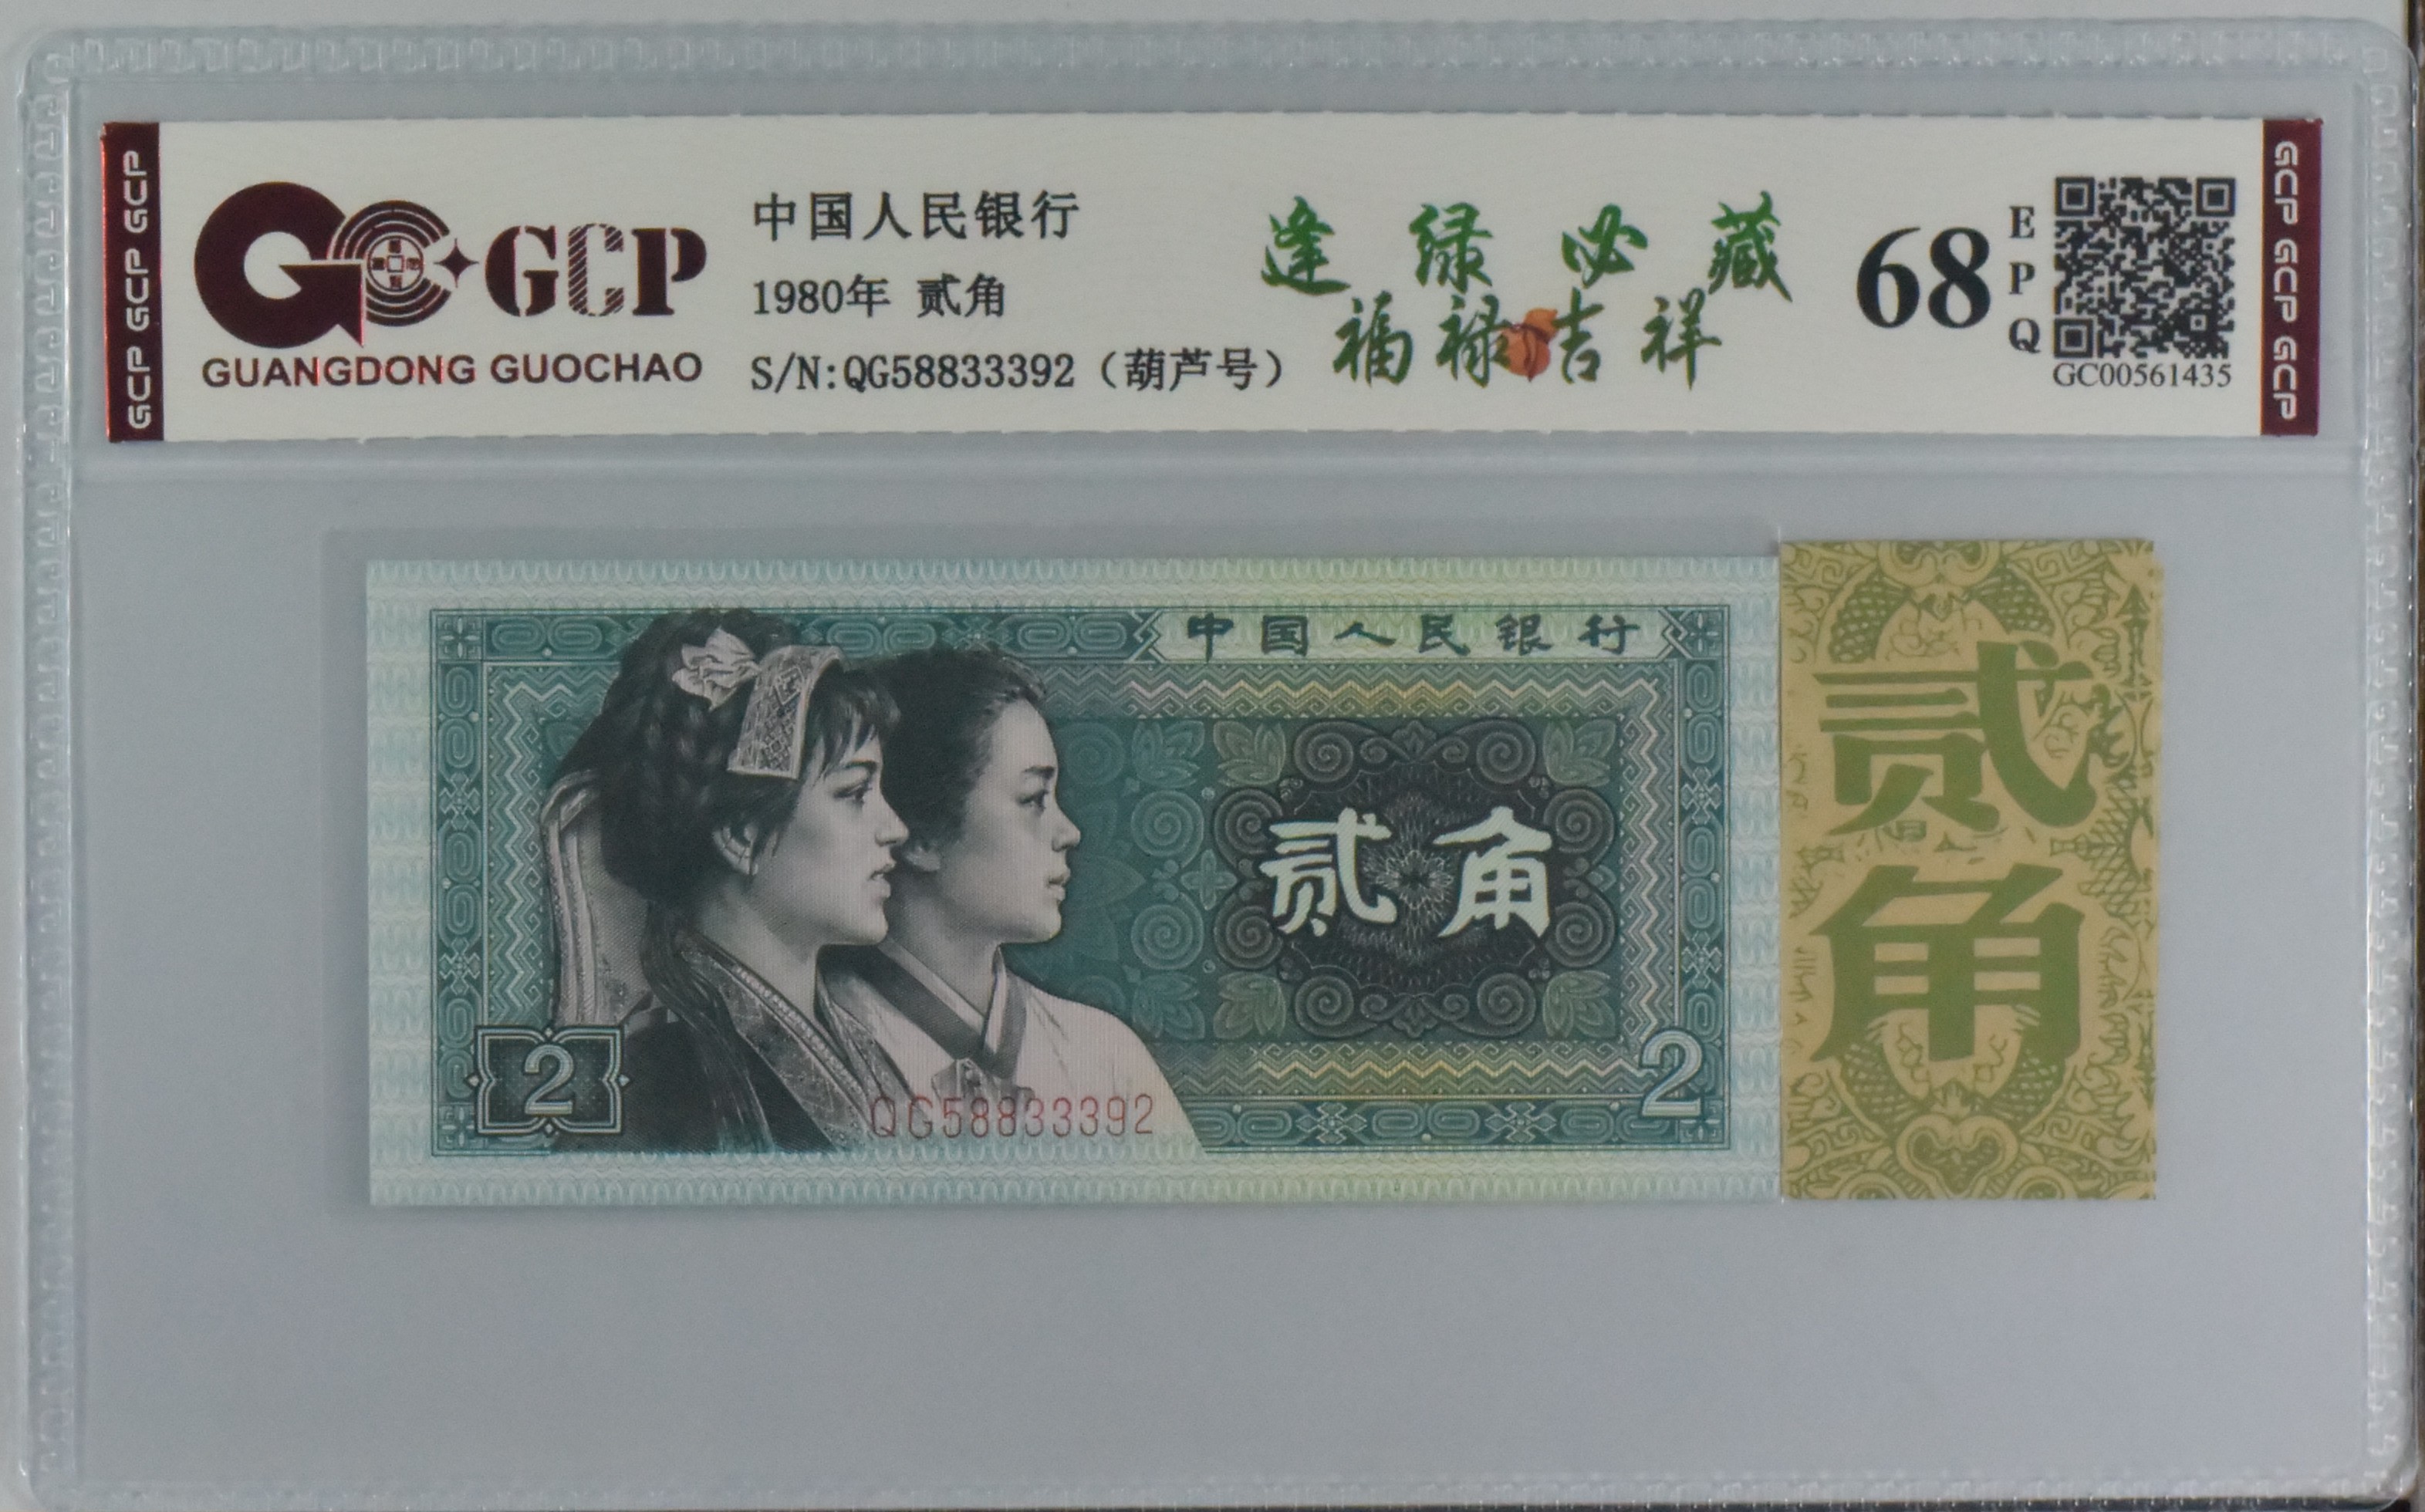 GCP GCP GCP
GCP
GUANGDONG GUOCHAO
中国人民银行
1980年 贰角
S/N:QG58833392（葫芦号）
逢绿必藏
福禄吉祥
68
EPQ
GC00561435
GCP GCP GCP
中国人民银行
贰角
2
QG58833392
2
贰角